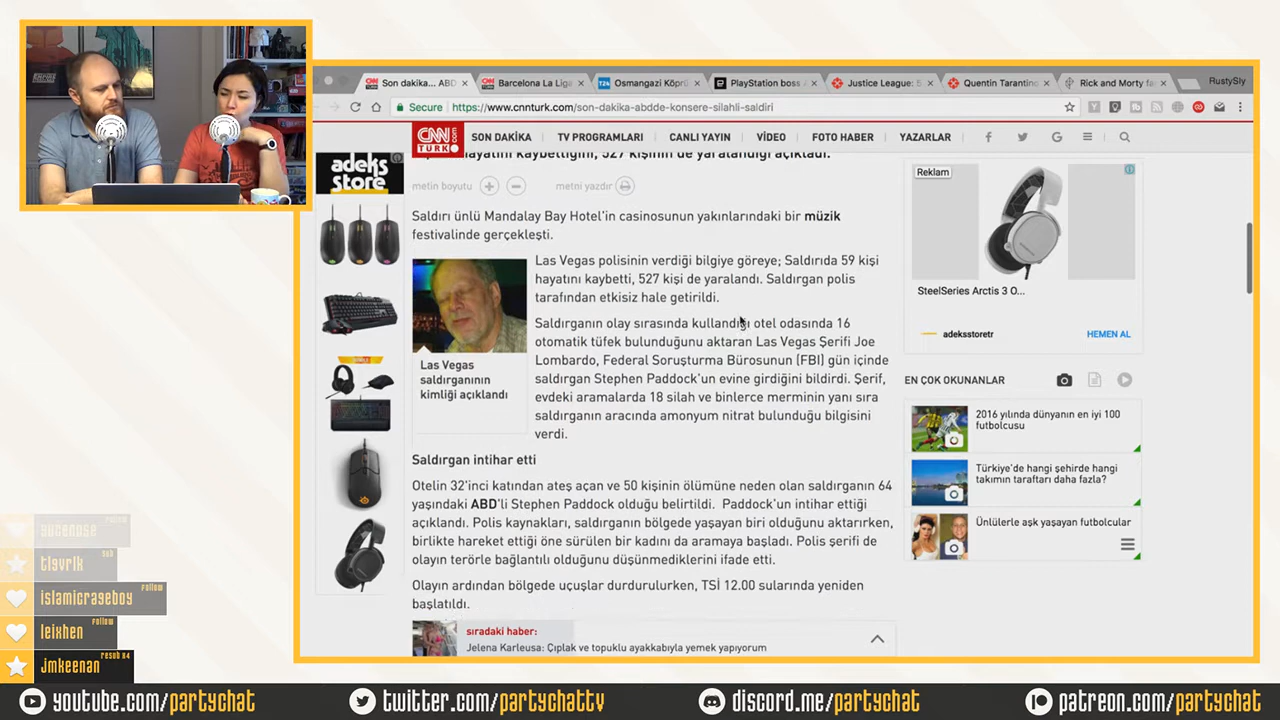 Son dakika... ABD
Barcelona La Liga
Osmangazi Köprü
PlayStation boss
Justice League: 5
Quentin Tarantino
Rick and Morty fa
RustySly
Secure
https://www.cnnturk.com/son-dakika-abdde-konsere-silahli-saldiri
CNN TÜRK .com
SON DAKİKA
TV PROGRAMLARI
CANLI YAYIN
VİDEO
FOTO HABER
YAZARLAR
hayatını kaybettiğini, 527 kişinin de yaralandığı açıkladı.
metin boyutu
metni yazdır
Saldırı ünlü Mandalay Bay Hotel'in casinosunun yakınlarındaki bir müzik
festivalinde gerçekleşti.
Las Vegas polisinin verdiği bilgiye göreye; Saldırıda 59 kişi
hayatını kaybetti, 527 kişi de yaralandı. Saldırgan polis
tarafından etkisiz hale getirildi.
Saldırganın olay sırasında kullandığı otel odasında 16
otomatik tüfek bulunduğunu aktaran Las Vegas Şerifi Joe
Lombardo, Federal Soruşturma Bürosunun (FBI) gün içinde
saldırgan Stephen Paddock'un evine girdiğini bildirdi. Şerif,
evdeki aramalarda 18 silah ve binlerce merminin yanı sıra
saldırganın aracında amonyum nitrat bulunduğu bilgisini
verdi.
Las Vegas
saldırganının
kimliği açıklandı
Saldırgan intihar etti
Otelin 32'inci katından ateş açan ve 50 kişinin ölümüne neden olan saldırganın 64
yaşındaki ABD'li Stephen Paddock olduğu belirtildi. Paddock'un intihar ettiği
açıklandı. Polis kaynakları, saldırganın bölgede yaşayan biri olduğunu aktarırken,
birlikte hareket ettiği öne sürülen bir kadını da aramaya başladı. Polis şerifi de
olayın terörle bağlantılı olduğunu düşünmediklerini ifade etti.
Olayın ardından bölgede uçuşlar durdurulurken, TSİ 12.00 sularında yeniden
başlatıldı.
sıradaki haber:
Jelena Karleusa: Çıplak ve topuklu ayakkabıyla yemek yapıyorum
adeks
store
Reklam
SteelSeries Arctis 3 O...
adeksstoretr
HEMEN AL
EN ÇOK OKUNANLAR
2016 yılında dünyanın en iyi 100
futbolcusu
Türkiye'de hangi şehirde hangi
takımın taraftarı daha fazla?
Ünlülerle aşk yaşayan futbolcular
Follow
t1gvrlk sub
islamicrageboy Follow
leixhen Follow
jmkeenan resub x4
youtube.com/partychat
twitter.com/partychattv
discord.me/partychat
patreon.com/partychat